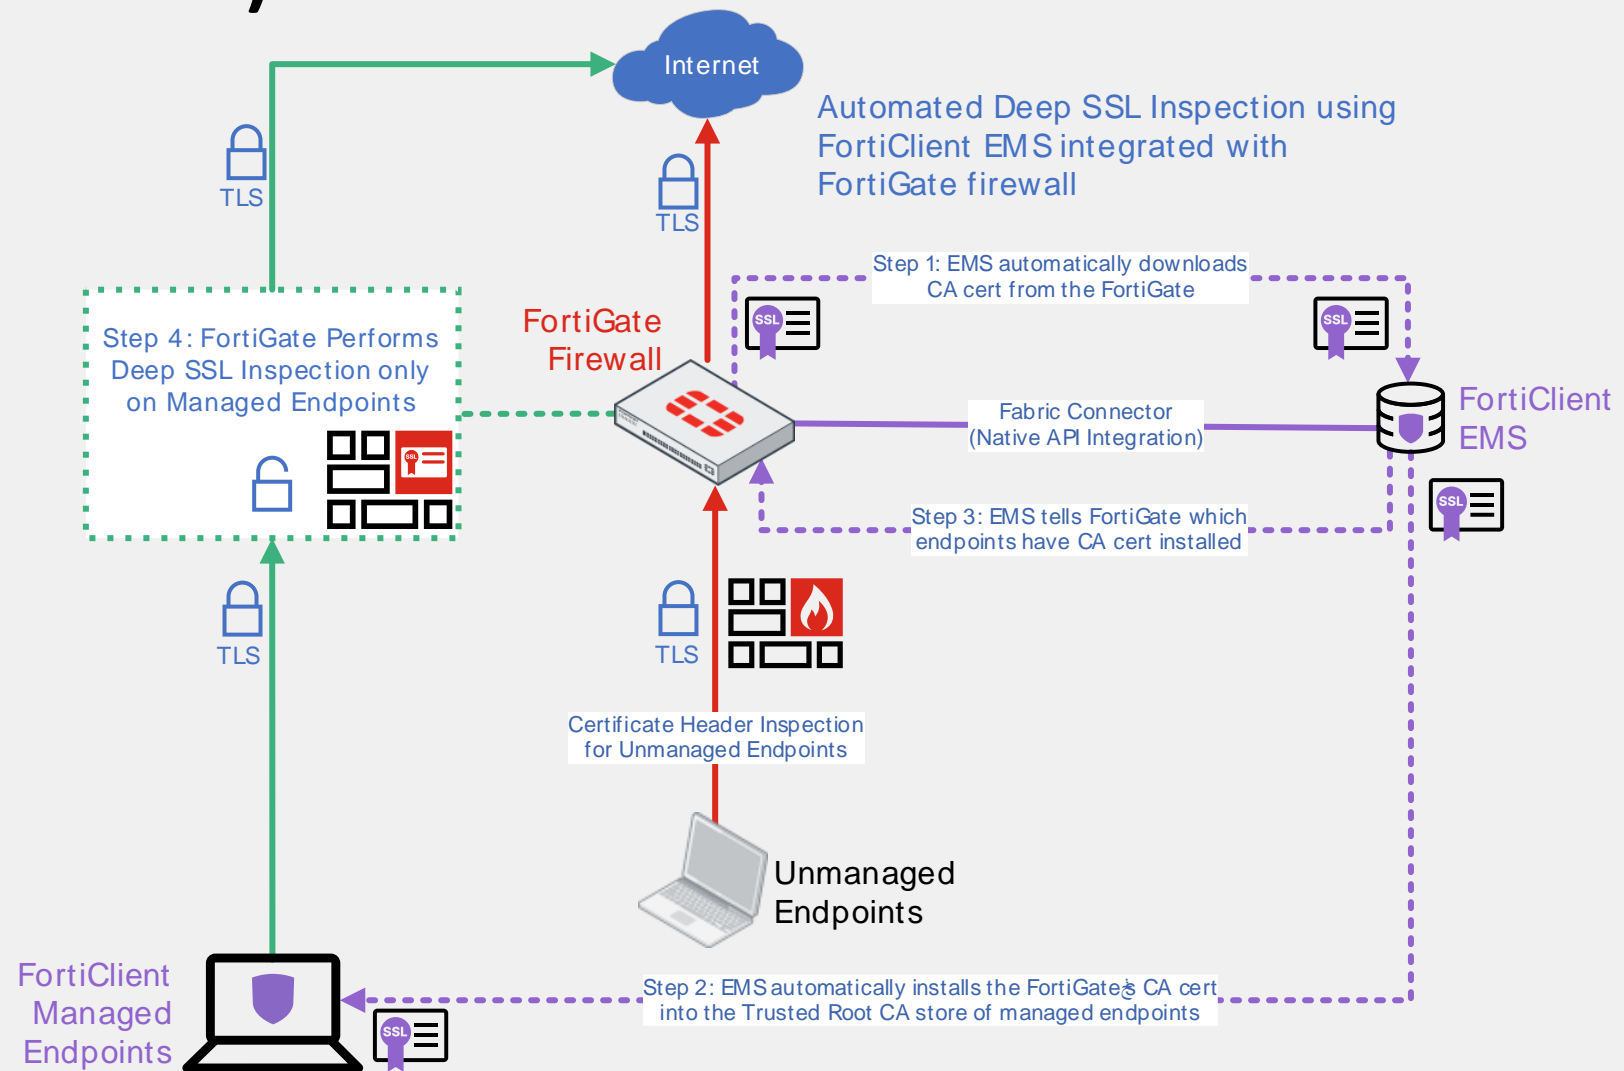 Internet
Automated Deep SSL Inspection using
FortiClient EMS integrated with
FortiGate firewall
TLS
TLS
Step 1: EMS automatically downloads
CA cert from the FortiGate
SSL
SSL
FortiGate
Firewall
Step 4: FortiGate Performs
Deep SSL Inspection only
on Managed Endpoints
SSL
Fabric Connector
(Native API Integration)
FortiClient
EMS
SSL
Step 3: EMS tells FortiGate which
endpoints have CA cert installed
TLS
TLS
Certificate Header Inspection
for Unmanaged Endpoints
Unmanaged
Endpoints
FortiClient
Managed
Endpoints
SSL
Step 2: EMS automatically installs the CA cert
into the Trusted Root CA store of managed endpoints